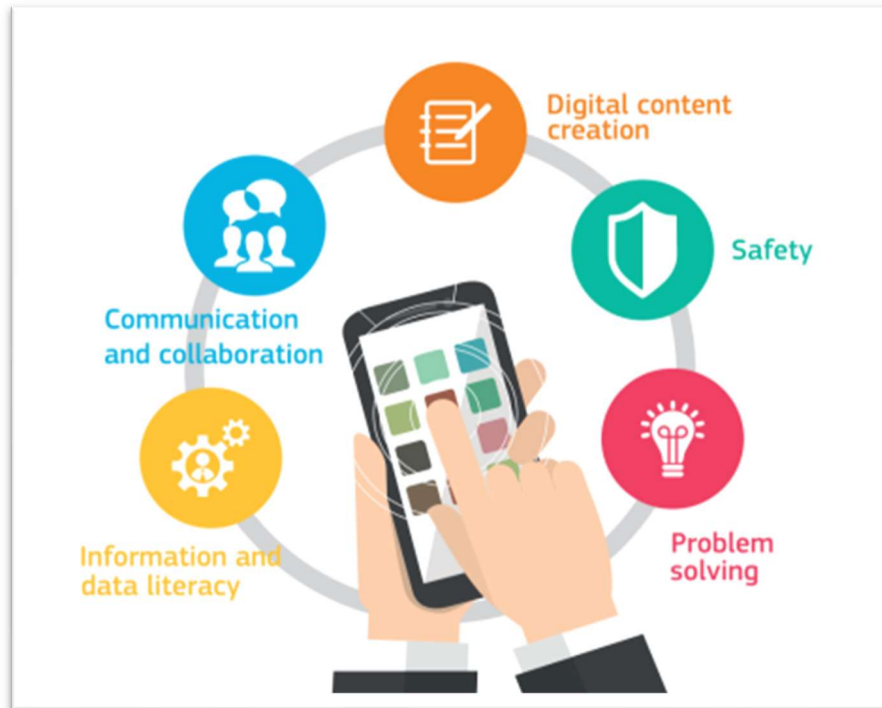 Digital content
creation
Safety
Communication
and collaboration
Information and
data literacy
Problem
solving